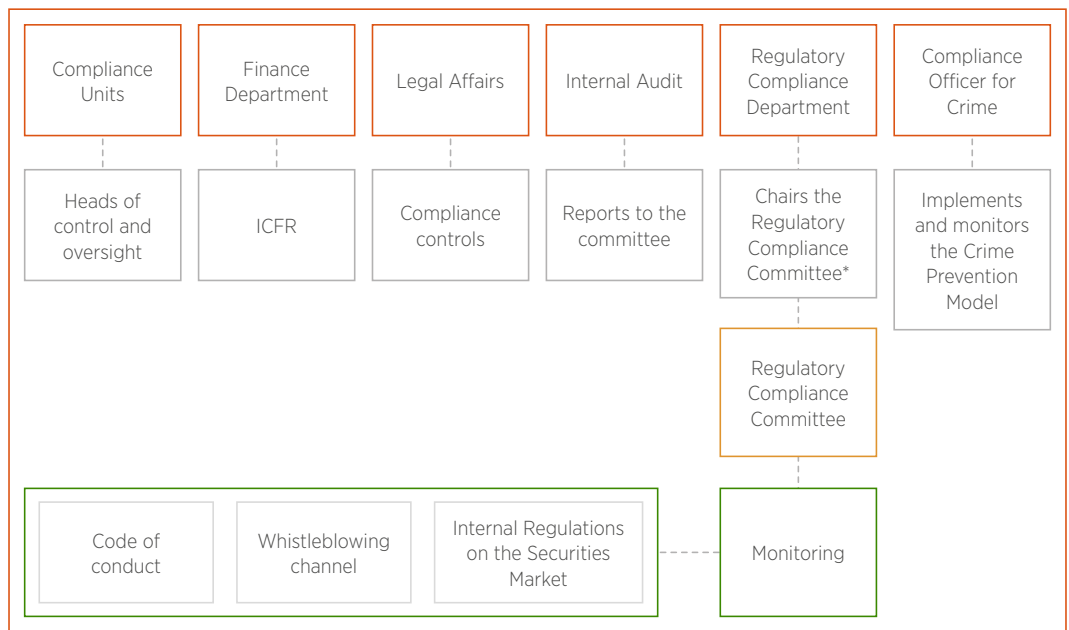 Compliance
Units
Finance
Department
Legal Affairs
Internal Audit
Regulatory
Compliance
Department
Compliance
Officer for
Crime
Heads of
control and
oversight
ICFR
Compliance
controls
Reports to the
committee
Chairs the
Regulatory
Compliance
Committee*
Implements
and monitors
the Crime
Prevention
Model
Regulatory
Compliance
Committee
Code of
conduct
Whistleblowing
channel
Internal Regulations
on the Securities
Market
Monitoring